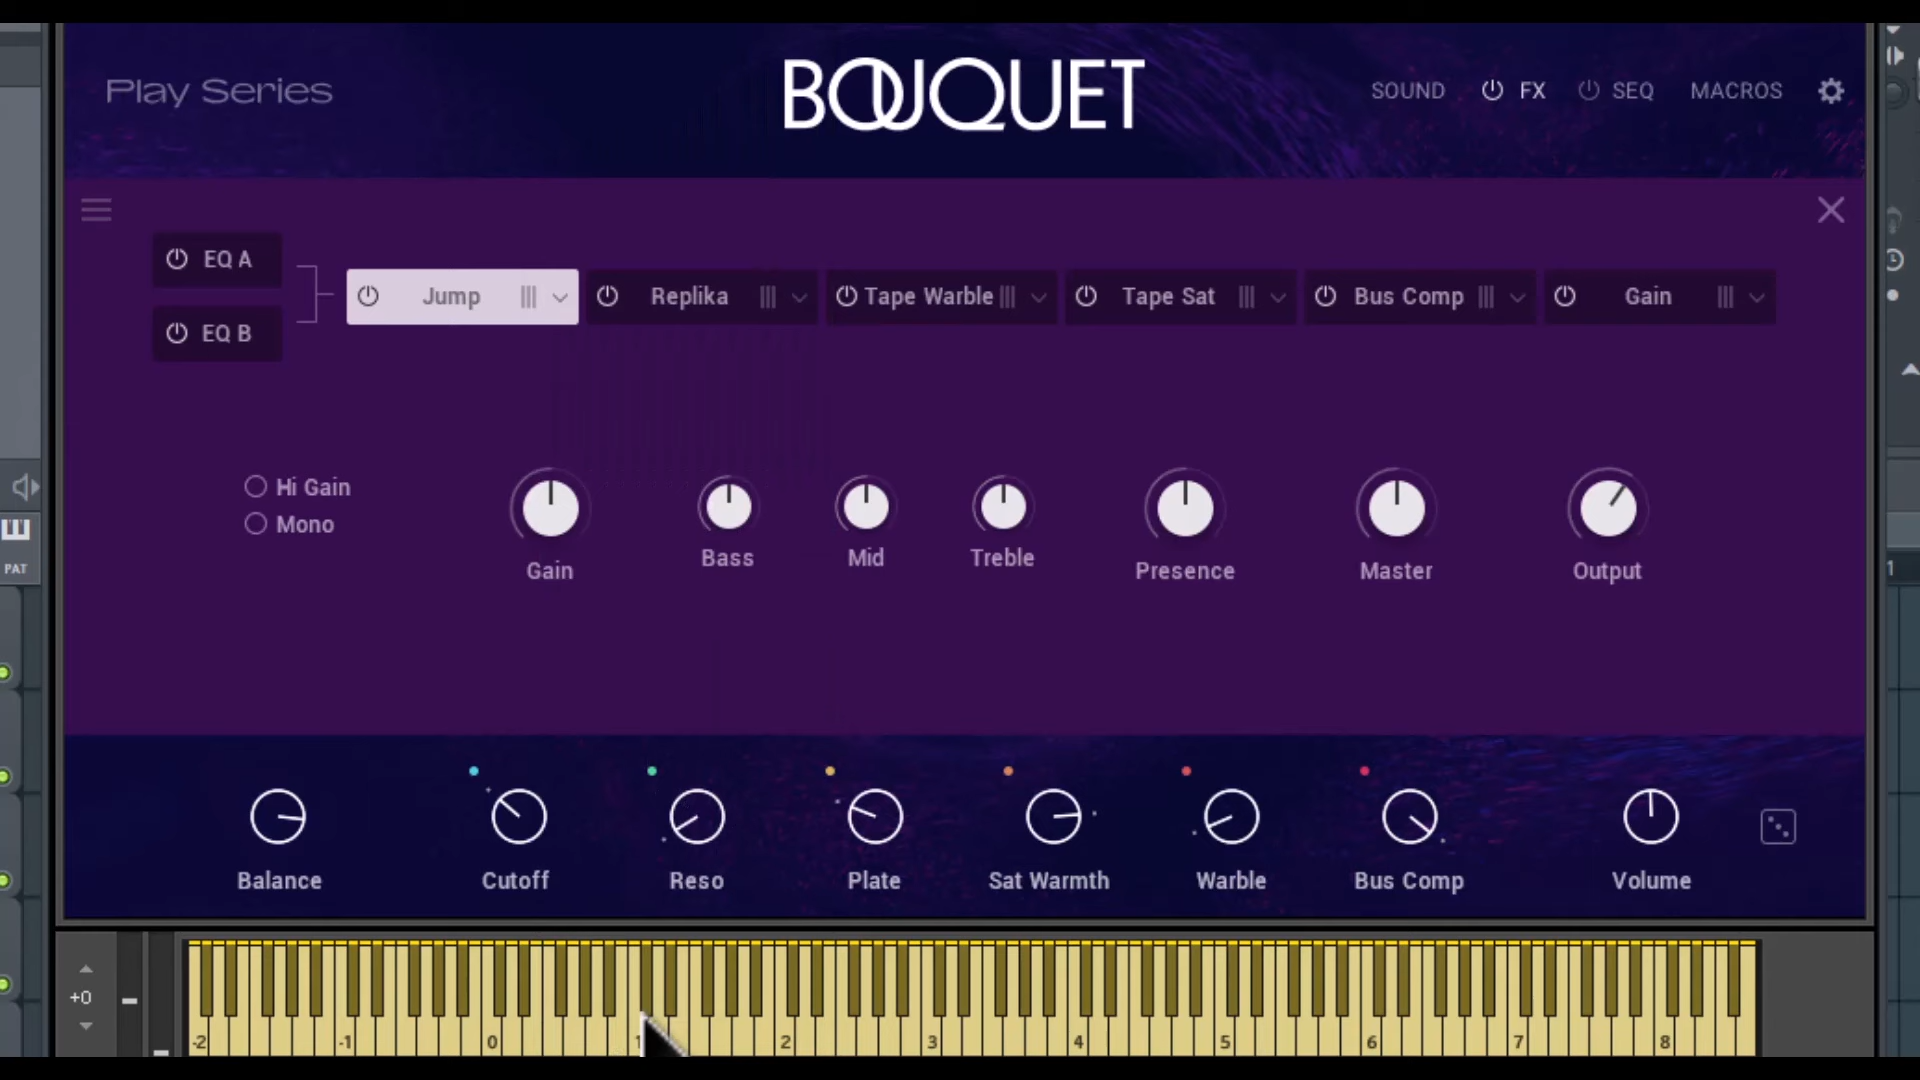 Play Series
BOUQUET
SOUND FX SEQ MACROS
EQ A
EQ B
Jump Replika Tape Warble Tape Sat Bus Comp Gain
Hi Gain
Mono
Gain Bass Mid Treble Presence Master Output
Balance Cutoff Reso Plate Sat Warmth Warble Bus Comp Volume
PAT
+0
-2 -1 0 1 2 3 4 5 6 7 8
1